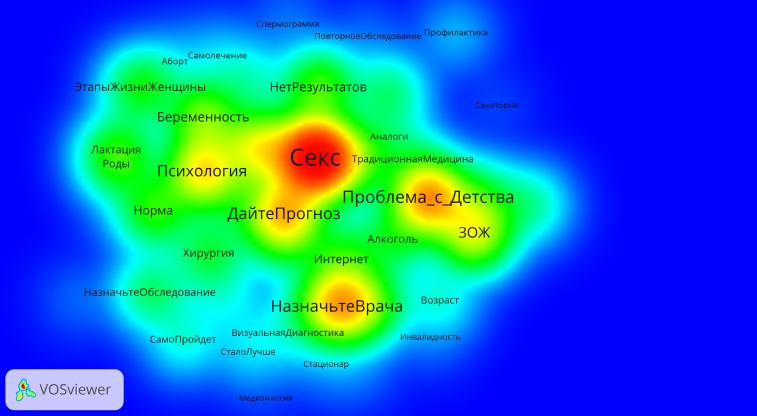 Спермограмма
Профилактика
ПовторноеОбследование
Самолечение
Аборт
ЭтапыЖизниЖенщины
НетРезультатов
Санатории
Беременность
Аналоги
Лактация
Роды
Секс
ТрадиционнаяМедицина
Психология
Проблема_с_Детства
Норма
ДайтеПрогноз
ЗОЖ
Алкоголь
Хирургия
Интернет
НазначьтеОбследование
Возраст
НазначьтеВрача
ВизуальнаяДиагностика
СамоПройдет
Инвалидность
СталоЛучше
Стационар
VOSviewer
Медкомиссия